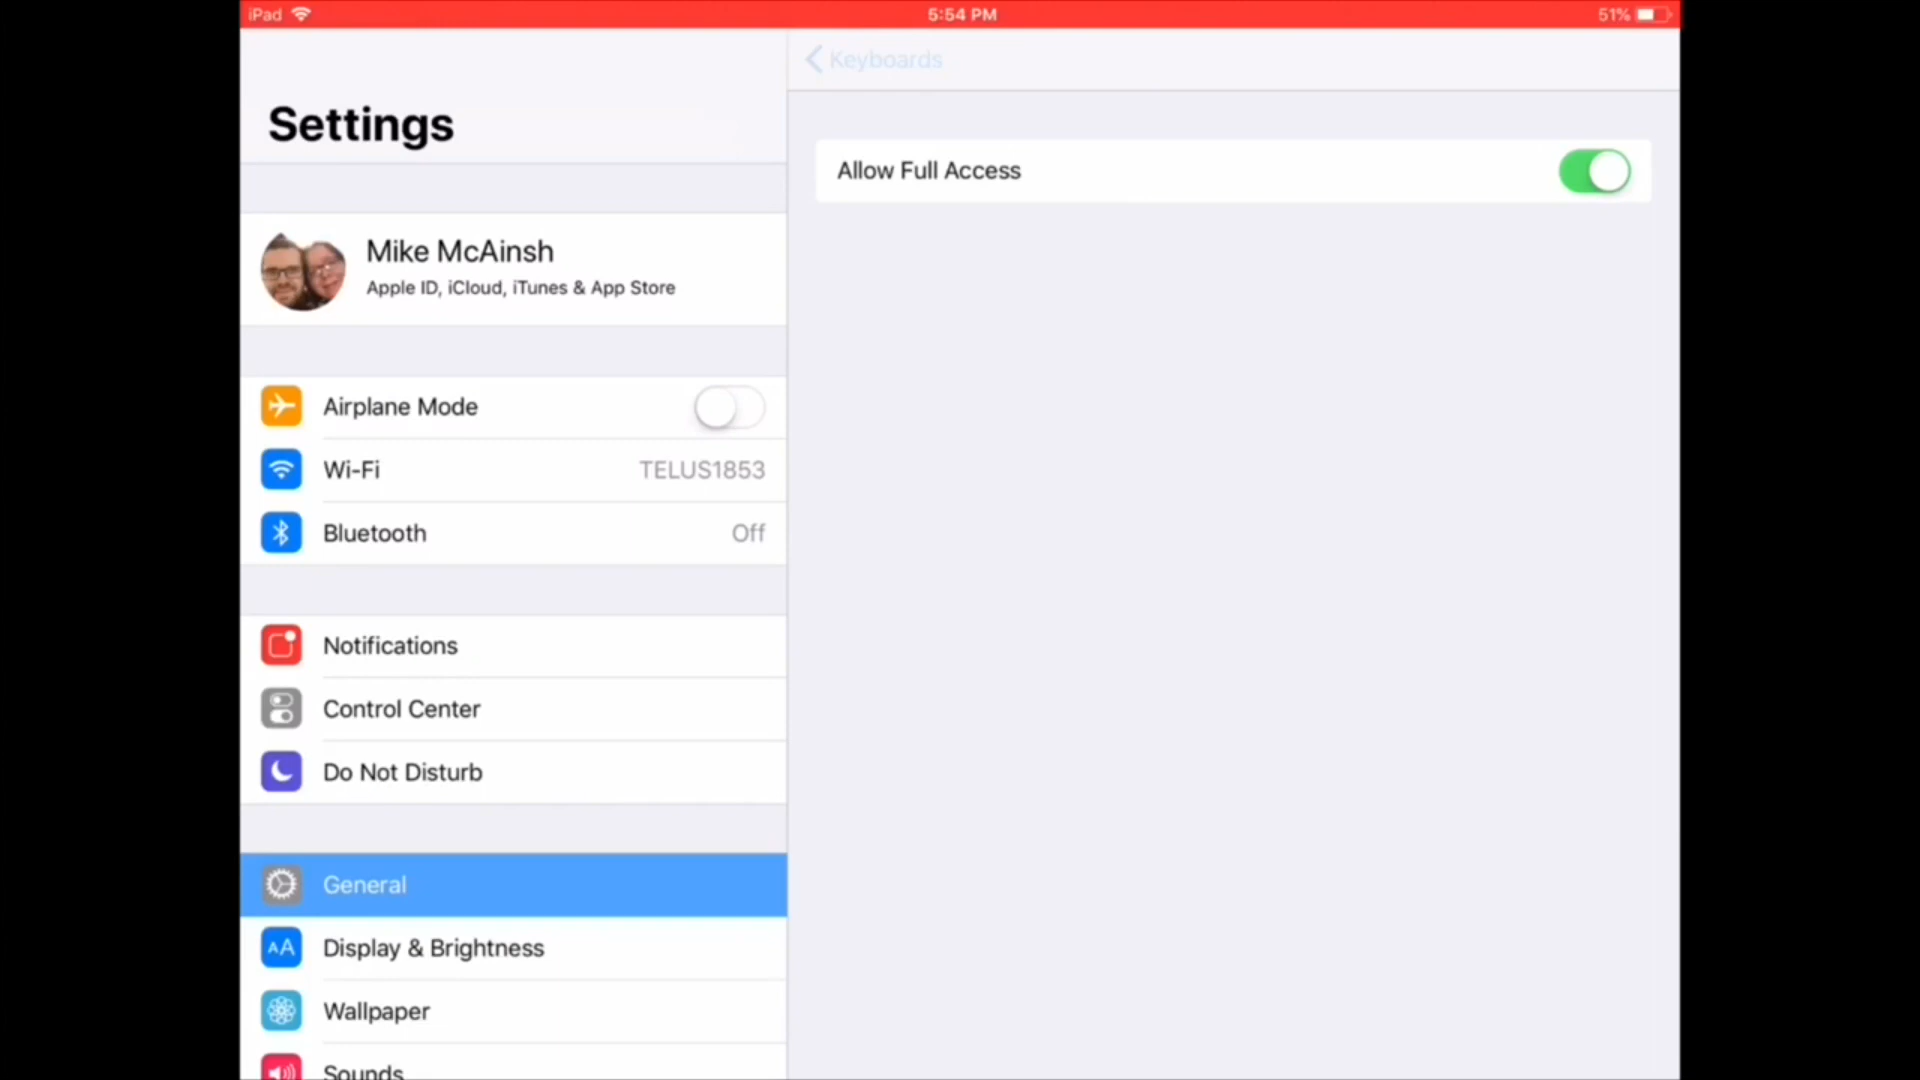 iPad
5:54 PM
51%
Settings
Keyboards
Allow Full Access
Mike McAinsh
Apple ID, iCloud, iTunes & App Store
Airplane Mode
Wi-Fi TELUS1853
Bluetooth Off
Notifications
Control Center
Do Not Disturb
General
AA Display & Brightness
Wallpaper
Sounds